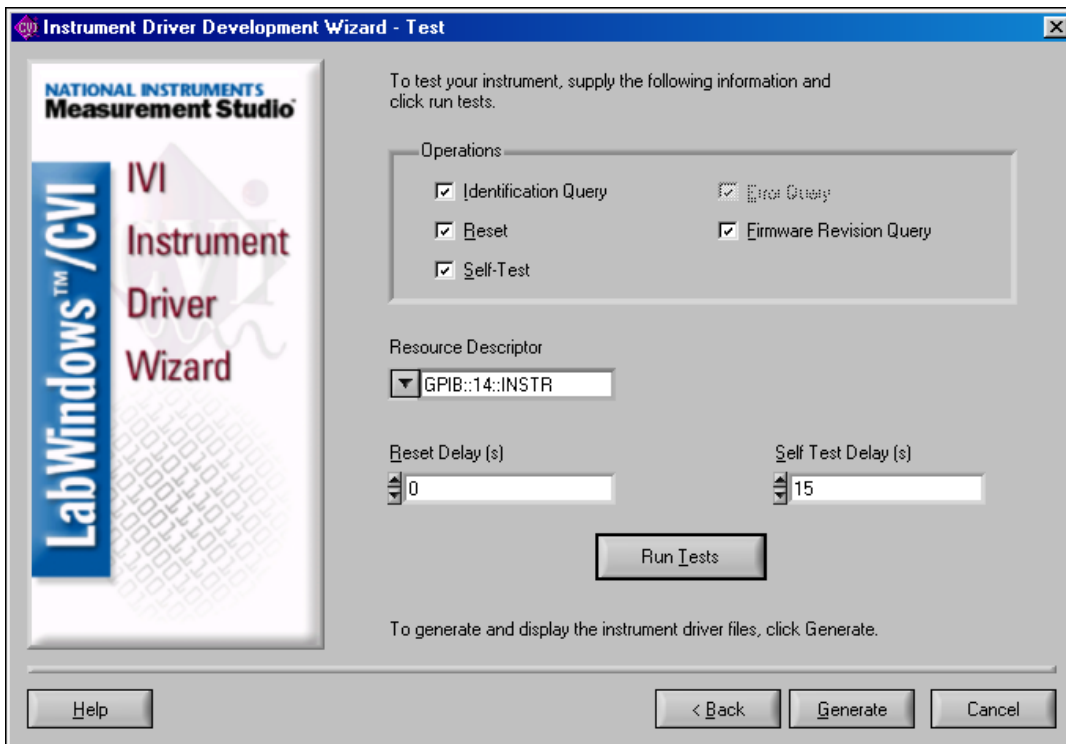 CVI Instrument Driver Development Wizard - Test
NATIONAL INSTRUMENTS
Measurement Studio
LabWindows™/CVI
IVI
Instrument
Driver
Wizard
To test your instrument, supply the following information and
click run tests.
Operations
Identification Query
Error Query
Reset
Firmware Revision Query
Self-Test
Resource Descriptor
GPIB::14::INSTR
Reset Delay (s)
Self Test Delay (s)
0
15
Run Tests
To generate and display the instrument driver files, click Generate.
Help
< Back
Generate
Cancel